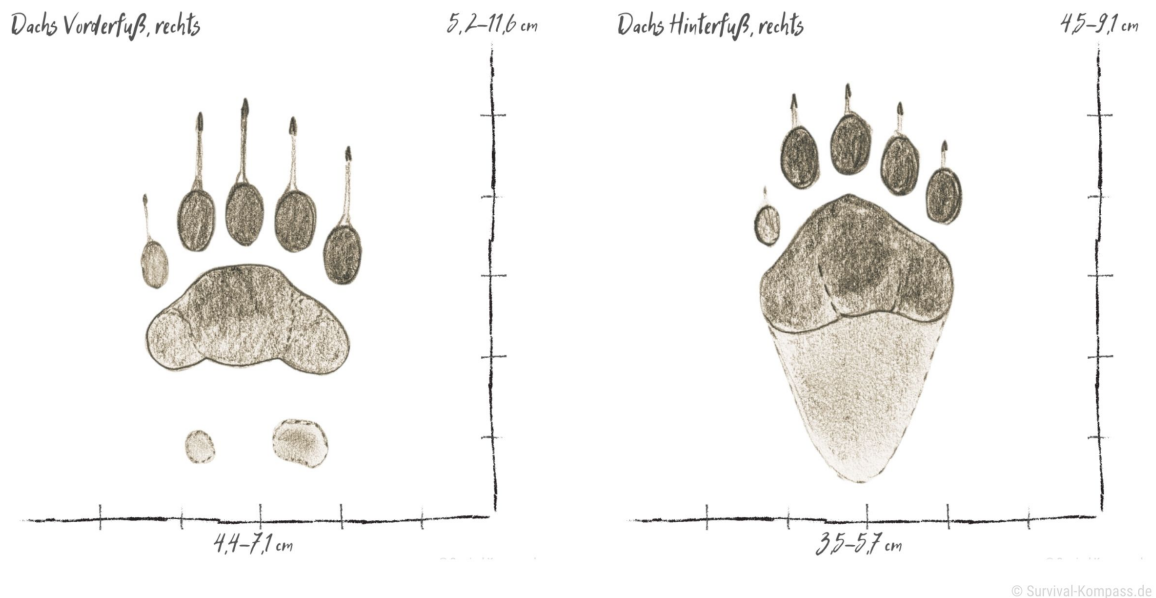 Dachs Vorderfuß, rechts
5,2–11,6 cm
4,4–7,1 cm
Dachs Hinterfuß, rechts
4,5–9,1 cm
3,5–5,7 cm
© Survival-Kompass.de